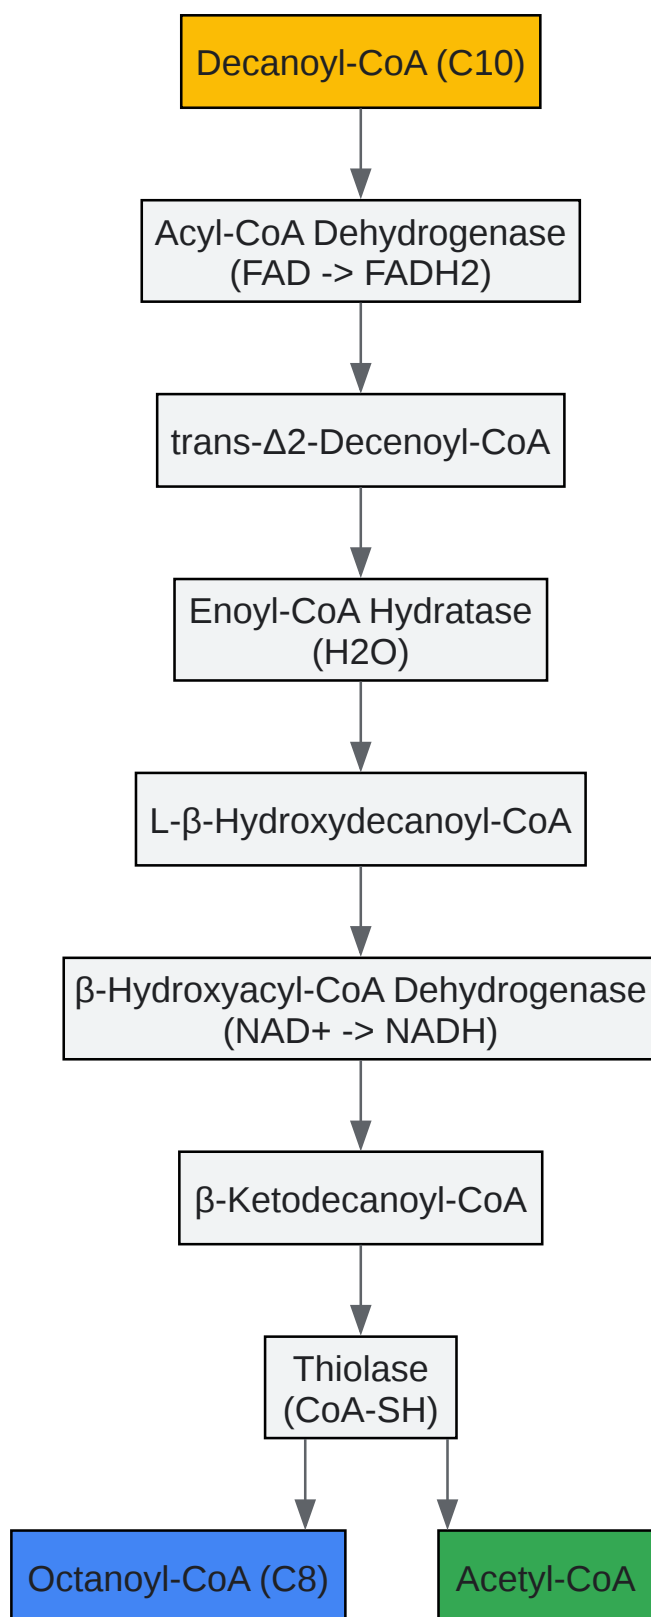 Decanoyl-CoA (C10)
Acyl-CoA Dehydrogenase
(FAD -> FADH2)
trans-Δ2-Decenoyl-CoA
Enoyl-CoA Hydratase
(H2O)
L-β-Hydroxydecanoyl-CoA
β-Hydroxyacyl-CoA Dehydrogenase
(NAD+ -> NADH)
β-Ketodecanoyl-CoA
Thiolase
(CoA-SH)
Octanoyl-CoA (C8)
Acetyl-CoA